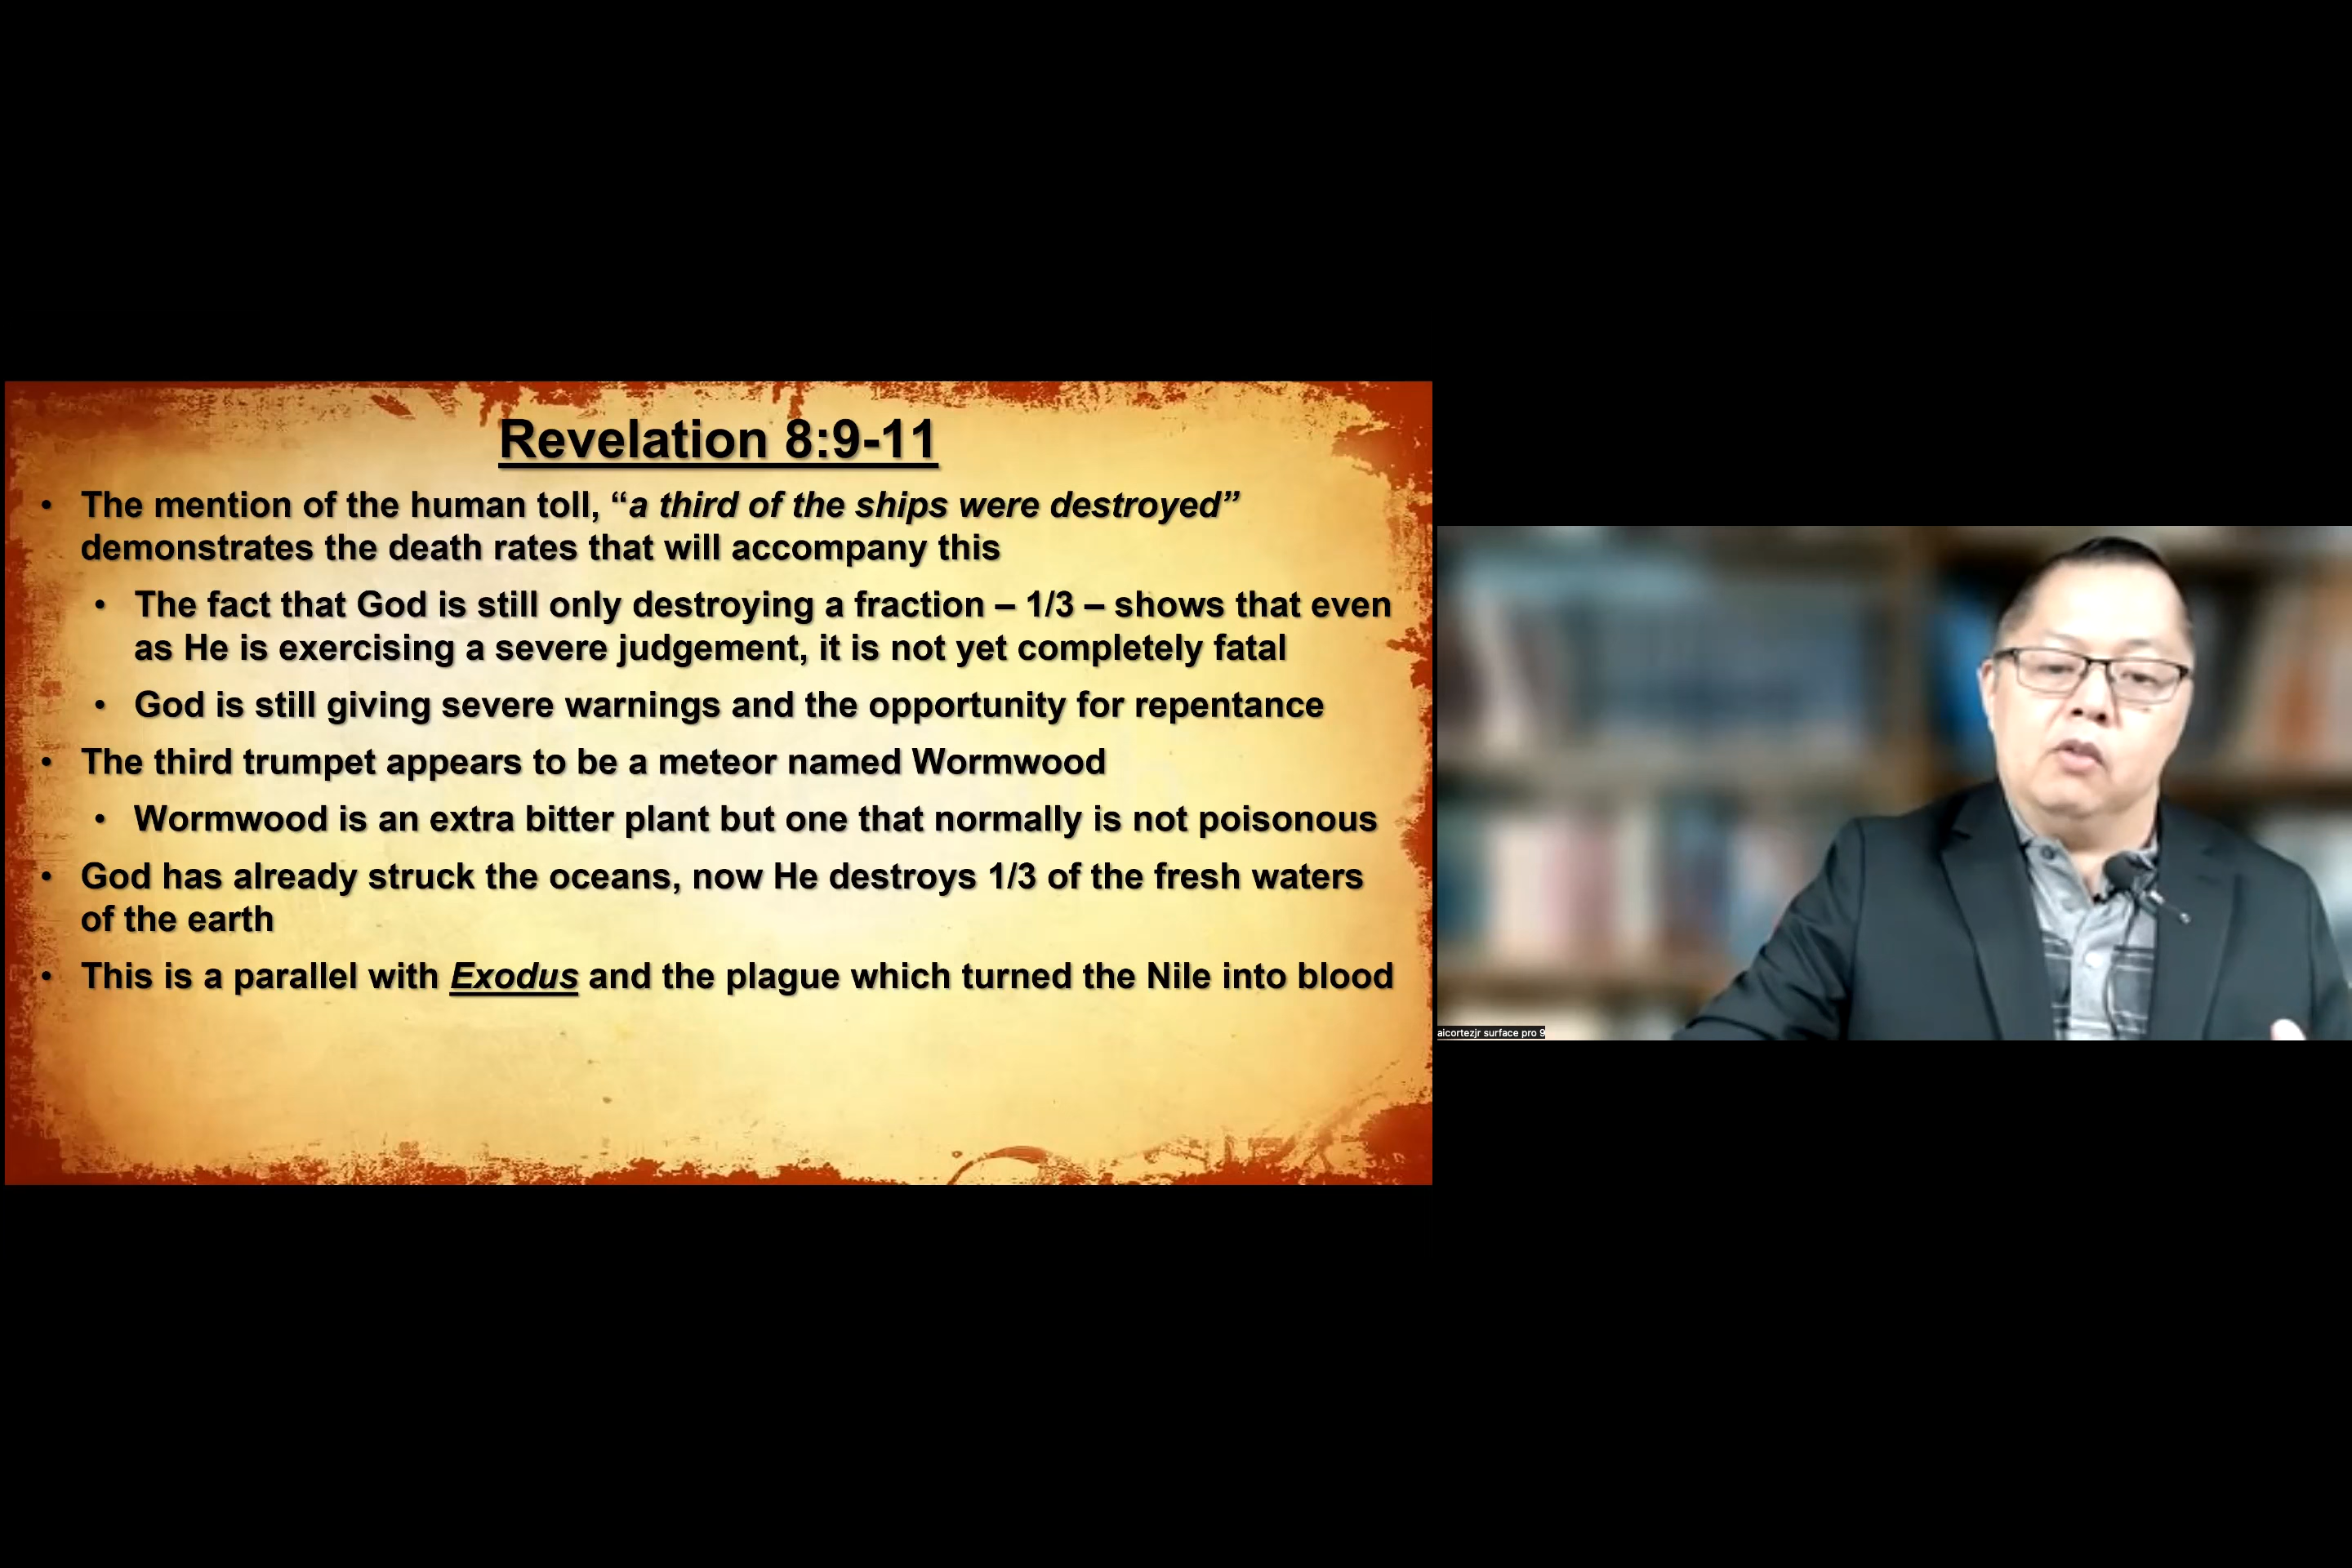 Revelation 8:9-11
• The mention of the human toll, “a third of the ships were destroyed”
demonstrates the death rates that will accompany this
• The fact that God is still only destroying a fraction – 1/3 – shows that even
as He is exercising a severe judgement, it is not yet completely fatal
• God is still giving severe warnings and the opportunity for repentance
• The third trumpet appears to be a meteor named Wormwood
• Wormwood is an extra bitter plant but one that normally is not poisonous
• God has already struck the oceans, now He destroys 1/3 of the fresh waters
of the earth
• This is a parallel with Exodus and the plague which turned the Nile into blood
aicortezjr surface pro 9